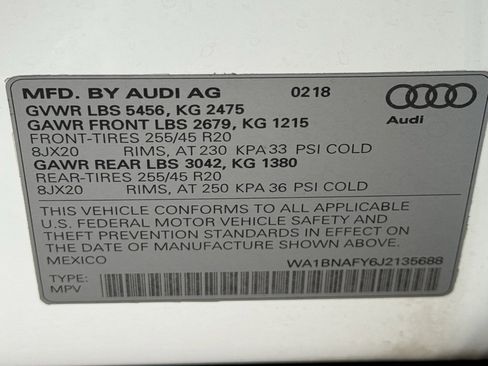 MFD. BY AUDI AG 0218
GVWR LBS 5456, KG 2475
GAWR FRONT LBS 2679, KG 1215
FRONT-TIRES 255/45 R20
8JX20 RIMS, AT 230 KPA 33 PSI COLD
GAWR REAR LBS 3042, KG 1380
REAR-TIRES 255/45 R20
8JX20 RIMS, AT 250 KPA 36 PSI COLD
Audi
THIS VEHICLE CONFORMS TO ALL APPLICABLE
U.S. FEDERAL MOTOR VEHICLE SAFETY AND
THEFT PREVENTION STANDARDS IN EFFECT ON
THE DATE OF MANUFACTURE SHOWN ABOVE.
MEXICO WA1BNAFY6J2135688
TYPE:
MPV